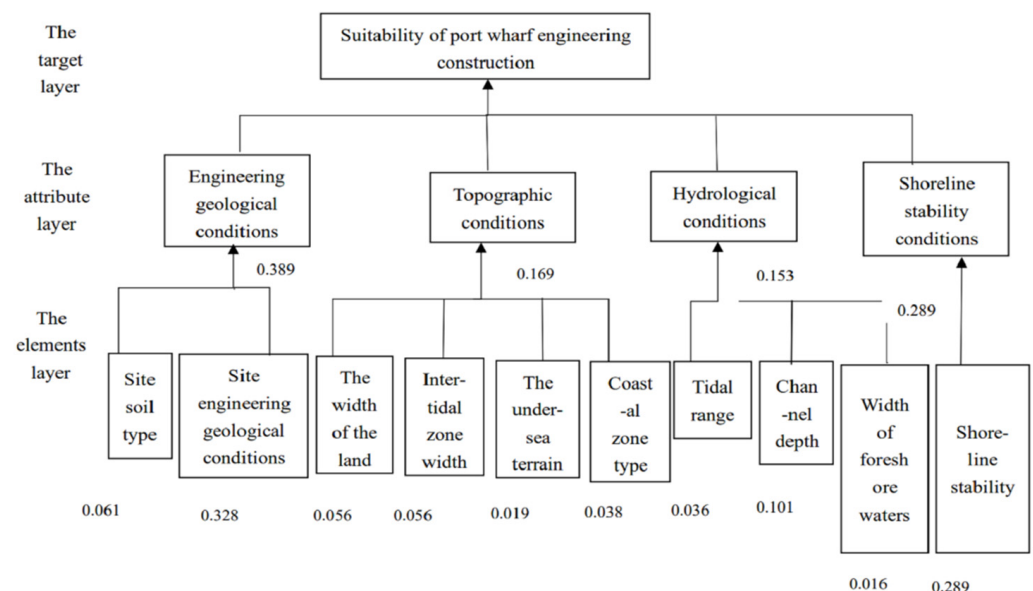 The
target
layer
Suitability of port wharf engineering
construction
The
attribute
layer
Engineering
geological
conditions
Topographic
conditions
Hydrological
conditions
Shoreline
stability
conditions
0.389
0.169
0.153
0.289
The
elements
layer
Site
soil
type
Site
engineering
geological
conditions
The
width
of the
land
Inter-
tidal
zone
width
The
under-
sea
terrain
Coast
-al
zone
type
Tidal
range
Chan
-nel
depth
Width
of
foresh
ore
waters
Shore-
line
stability
0.061
0.328
0.056
0.056
0.019
0.038
0.036
0.101
0.016
0.289